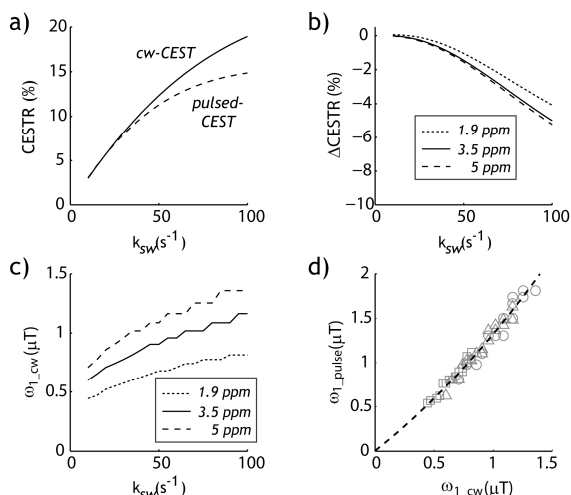 a)
20
15
10
5
0
CESTR (%)
cw-CEST
pulsed-
CEST
0
50
100
k_sw(s⁻¹)
b)
0
−2
−4
−6
−8
−10
ΔCESTR (%)
1.9 ppm
3.5 ppm
5 ppm
0
50
100
k_sw(s⁻¹)
c)
1.5
1
0.5
0
ω1_cw(μT)
1.9 ppm
3.5 ppm
5 ppm
0
50
100
k_sw(s⁻¹)
d)
2
1.5
1
0.5
0
ω1_pulse(μT)
0
0.5
1
1.5
ω1_cw(μT)